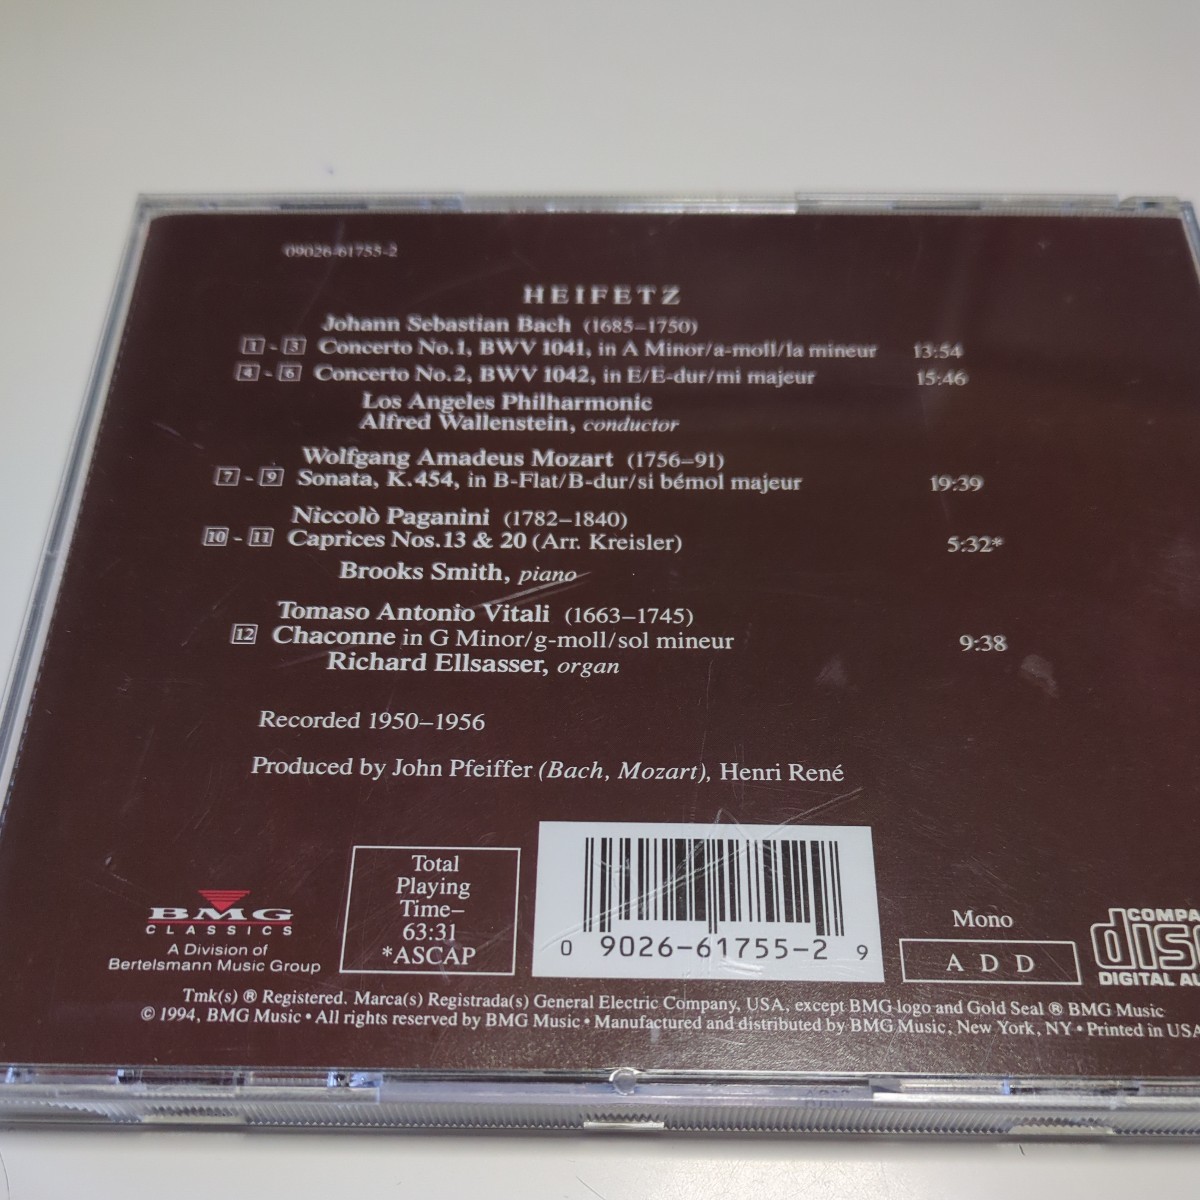 09026-61755-2
HEIFETZ
Johann Sebastian Bach (1685–1750)
1 - 3 Concerto No.1, BWV 1041, in A Minor/a-moll/la mineur 13:54
4 - 6 Concerto No.2, BWV 1042, in E/E-dur/mi majeur 15:46
Los Angeles Philharmonic
Alfred Wallenstein, conductor
Wolfgang Amadeus Mozart (1756–91)
7 - 9 Sonata, K.454, in B-Flat/B-dur/si bémol majeur 19:39
Niccolò Paganini (1782–1840)
10 - 11 Caprices Nos.13 & 20 (Arr. Kreisler) 5:32*
Brooks Smith, piano
Tomaso Antonio Vitali (1663–1745)
12 Chaconne in G Minor/g-moll/sol mineur 9:38
Richard Ellsasser, organ
Recorded 1950–1956
Produced by John Pfeiffer (Bach, Mozart), Henri René
BMG
CLASSICS
A Division of
Bertelsmann Music Group
Total
Playing
Time–
63:31
*ASCAP
0 9026-61755-2 9
Mono
ADD
COMPA
disc
DIGITAL AU
Tmk(s) ® Registered. Marca(s) Registrada(s) General Electric Company, USA, except BMG logo and Gold Seal ® BMG Music
© 1994, BMG Music • All rights reserved by BMG Music • Manufactured and distributed by BMG Music, New York, NY • Printed in USA